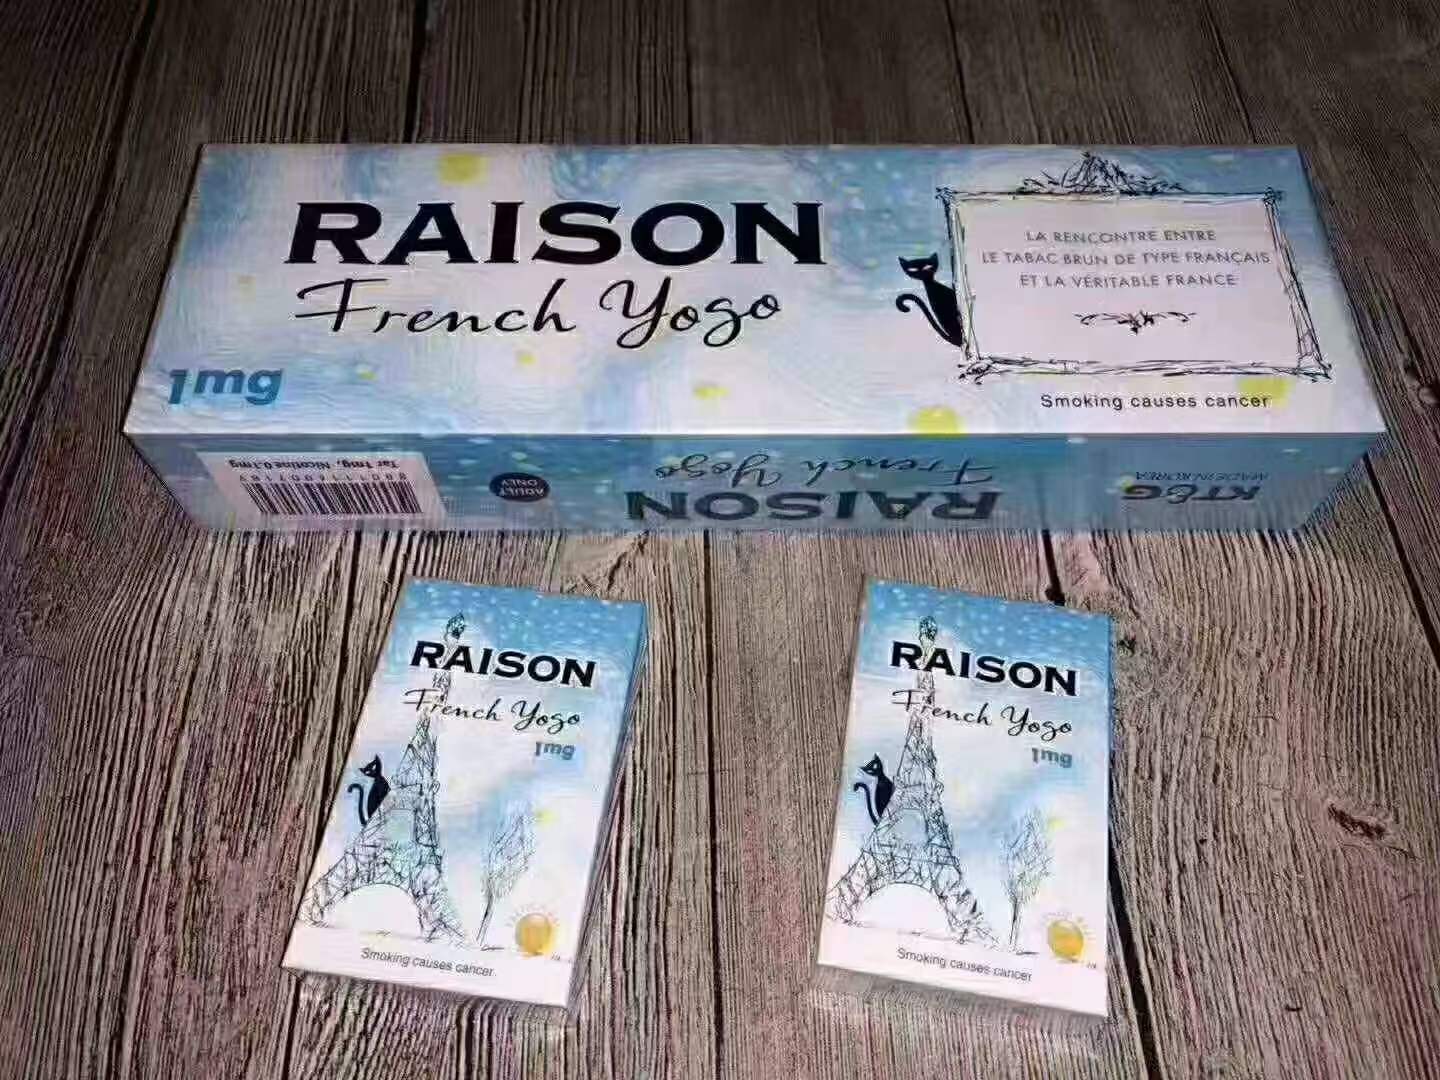 RAISON
French Yogo
1mg
LA RENCONTRE ENTRE
LE TABAC BRUN DE TYPE FRANÇAIS
ET LA VÉRITABLE FRANCE
Smoking causes cancer
Tar 1mg, Nicotine 0.1mg
ADULT
ONLY
French Yogo
RAISON
KT&G
MADE IN KOREA
RAISON
French Yogo
1mg
Smoking causes cancer
RAISON
French Yogo
1mg
Smoking causes cancer